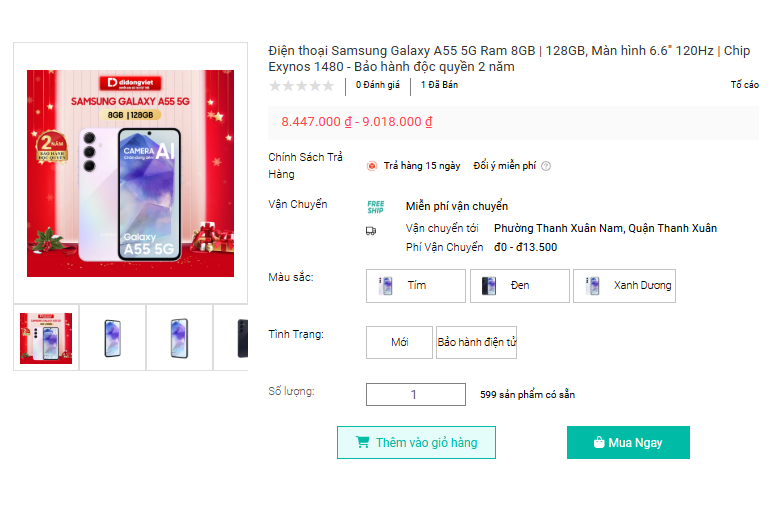 Điện thoại Samsung Galaxy A55 5G Ram 8GB | 128GB, Màn hình 6.6" 120Hz | Chip
Exynos 1480 - Bảo hành độc quyền 2 năm
0 Đánh giá
1 Đã Bán
Tố cáo
didongviet
SAMSUNG GALAXY A55 5G
8GB | 128GB
2 NĂM
BẢO HÀNH
ĐỘC QUYỀN
CAMERA AI
Galaxy
A55 5G
8.447.000 ₫ - 9.018.000 ₫
Chính Sách Trả
Hàng
Trả hàng 15 ngày
Đổi ý miễn phí
Vận Chuyển
FREE
SHIP
Miễn phí vận chuyển
Vận chuyển tới
Phường Thanh Xuân Nam, Quận Thanh Xuân
Phí Vận Chuyển
đ0 - đ13.500
Màu sắc:
Tím
Đen
Xanh Dương
Tình Trạng:
Mới
Bảo hành điện tử
Số lượng:
1
599 sản phẩm có sẵn
Thêm vào giỏ hàng
Mua Ngay